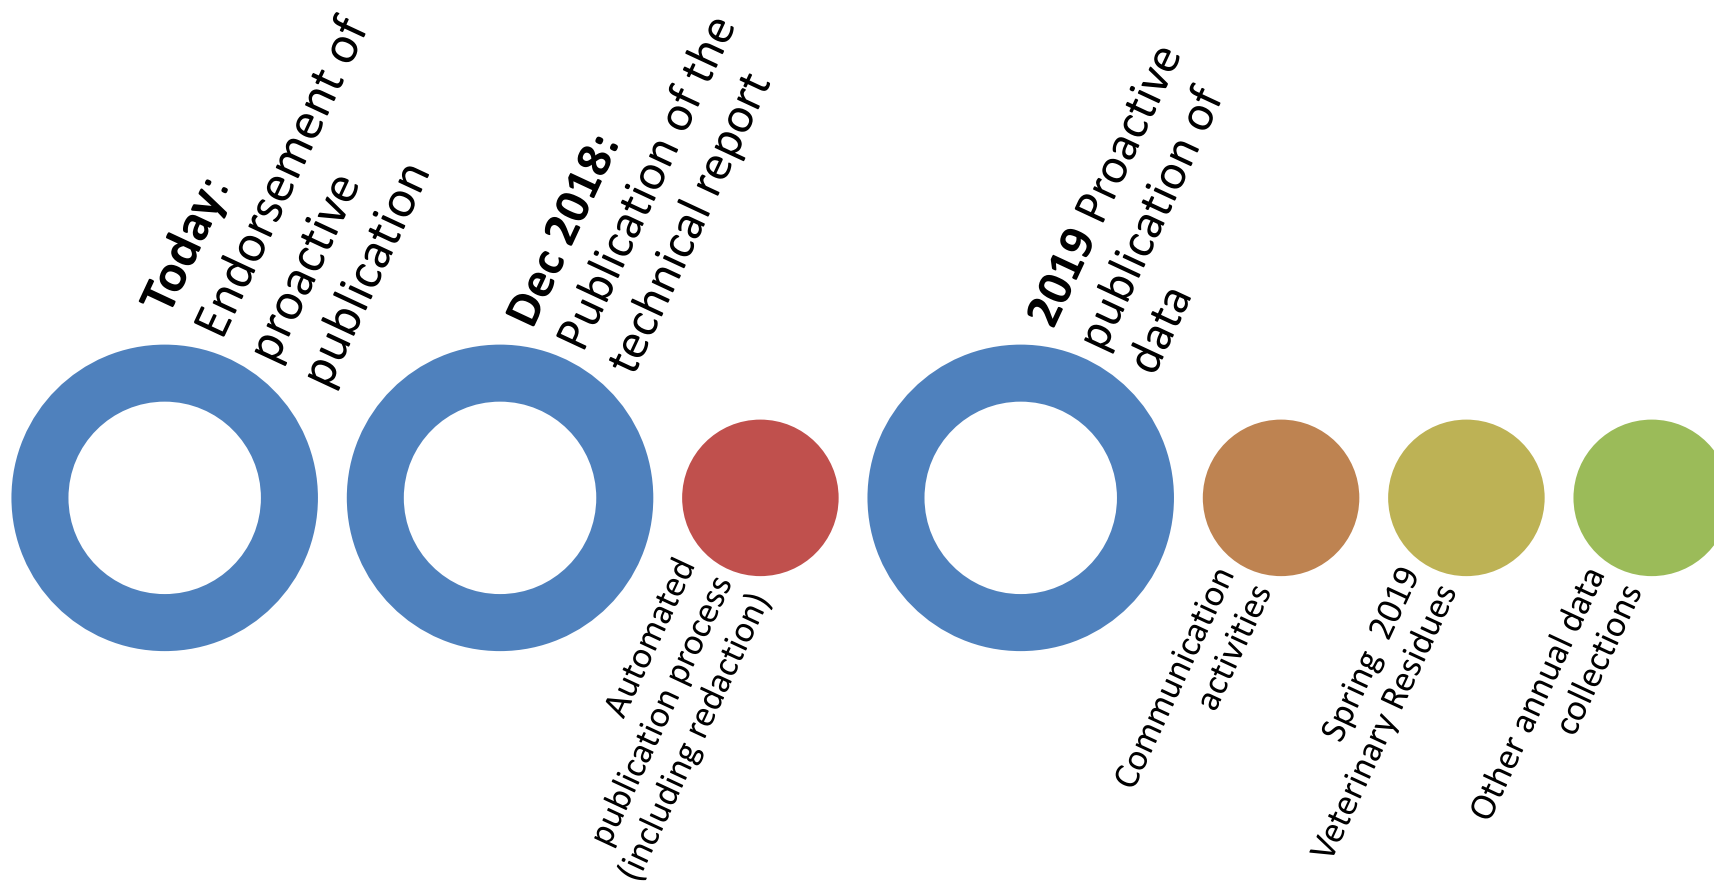 Today:
Endorsement of
proactive
publication
Dec 2018:
Publication of the
technical report
Automated
publication process
(including redaction)
2019 Proactive
publication of
data
Communication
activities
Spring 2019
Veterinary Residues
Other annual data
collections